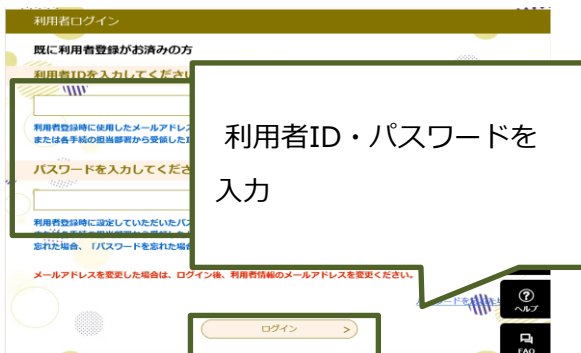 利用者ログイン
既に利用者登録がお済みの方
利用者IDを入力してください
利用者登録時に使用したメールアドレス
または各手続の担当部署から受領したI
パスワードを入力してくださ
利用者登録時に設定していただいたパス
忘れた場合、「パスワードを忘れた場合
メールアドレスを変更した場合は、ログイン後、利用者情報のメールアドレスを変更ください。
利用者ID・パスワードを
入力
ログイン
ヘルプ
FAQ